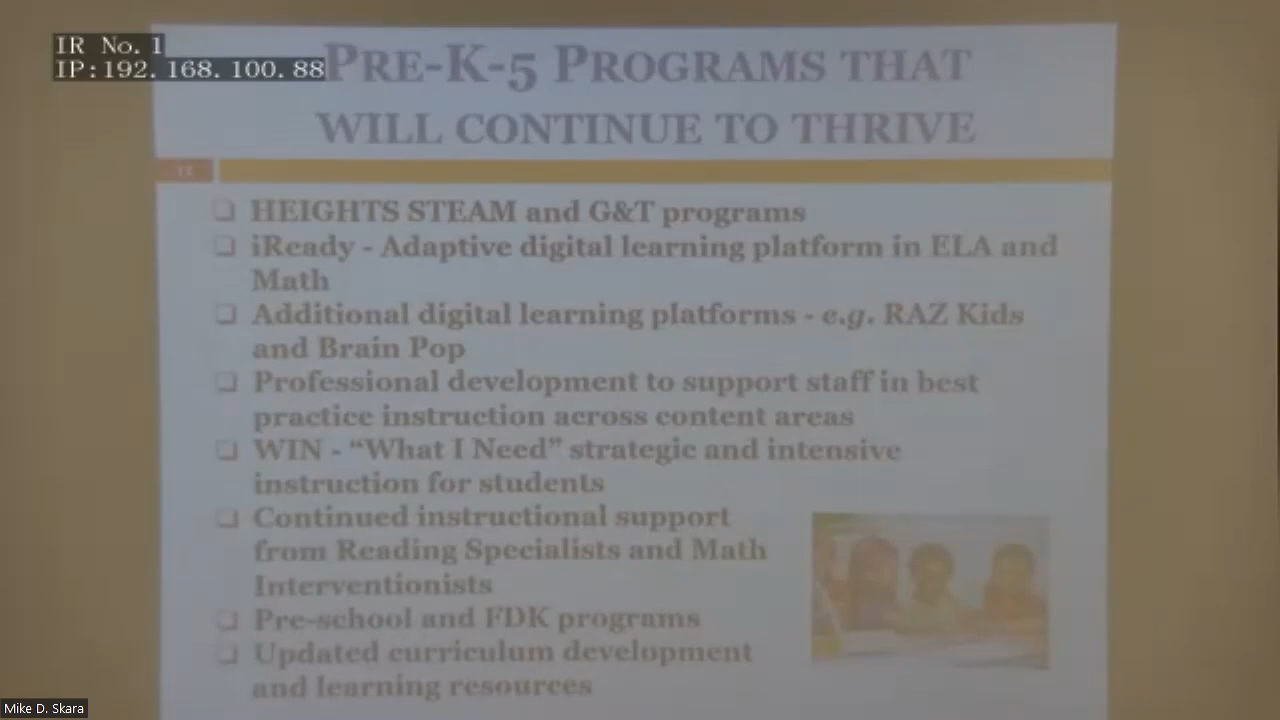 IR No. 1
IP:192.168.100.88
PRE-K-5 PROGRAMS THAT
WILL CONTINUE TO THRIVE
❑ HEIGHTS STEAM and G&T programs
❑ iReady - Adaptive digital learning platform in ELA and
Math
❑ Additional digital learning platforms - e.g. RAZ Kids
and Brain Pop
❑ Professional development to support staff in best
practice instruction across content areas
❑ WIN - “What I Need” strategic and intensive
instruction for students
❑ Continued instructional support
from Reading Specialists and Math
Interventionists
❑ Pre-school and FDK programs
❑ Updated curriculum development
and learning resources
Mike D. Skara